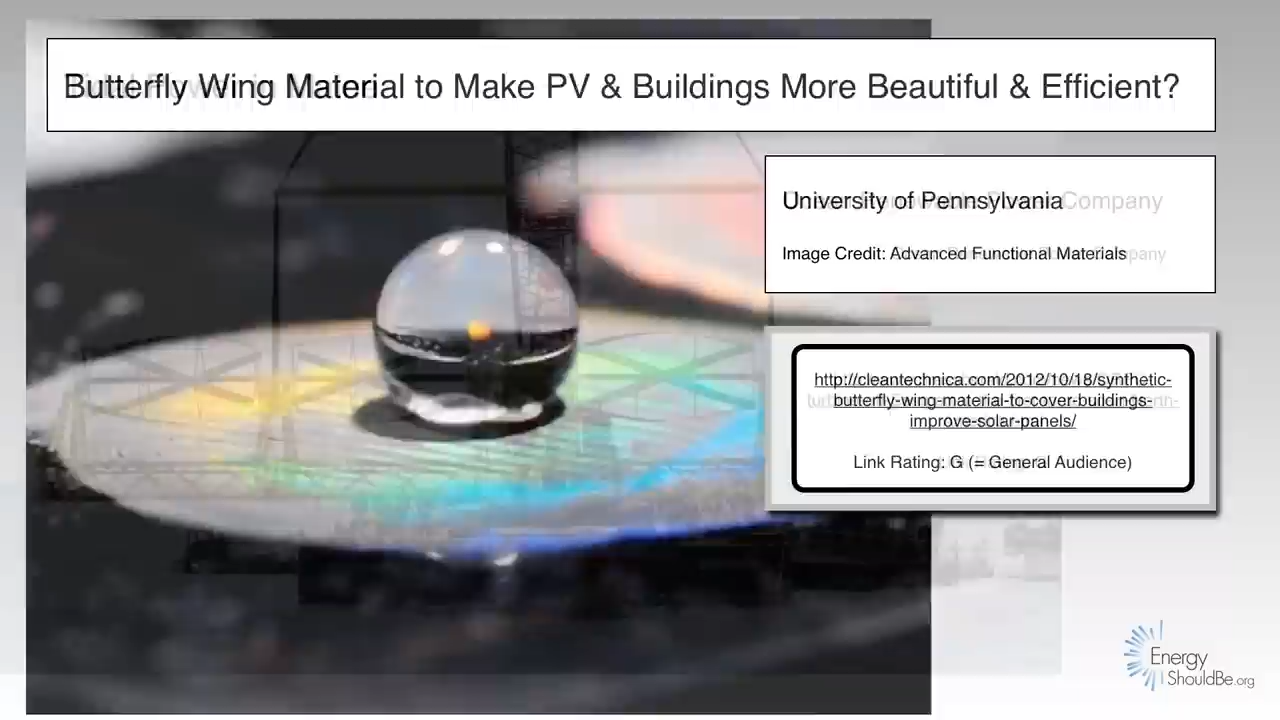 Butterfly Wing Material to Make PV & Buildings More Beautiful & Efficient?
University of Pennsylvania
Image Credit: Advanced Functional Materials
http://cleantechnica.com/2012/10/18/synthetic-
butterfly-wing-material-to-cover-buildings-
improve-solar-panels/
Link Rating: G (= General Audience)
Energy
ShouldBe.org